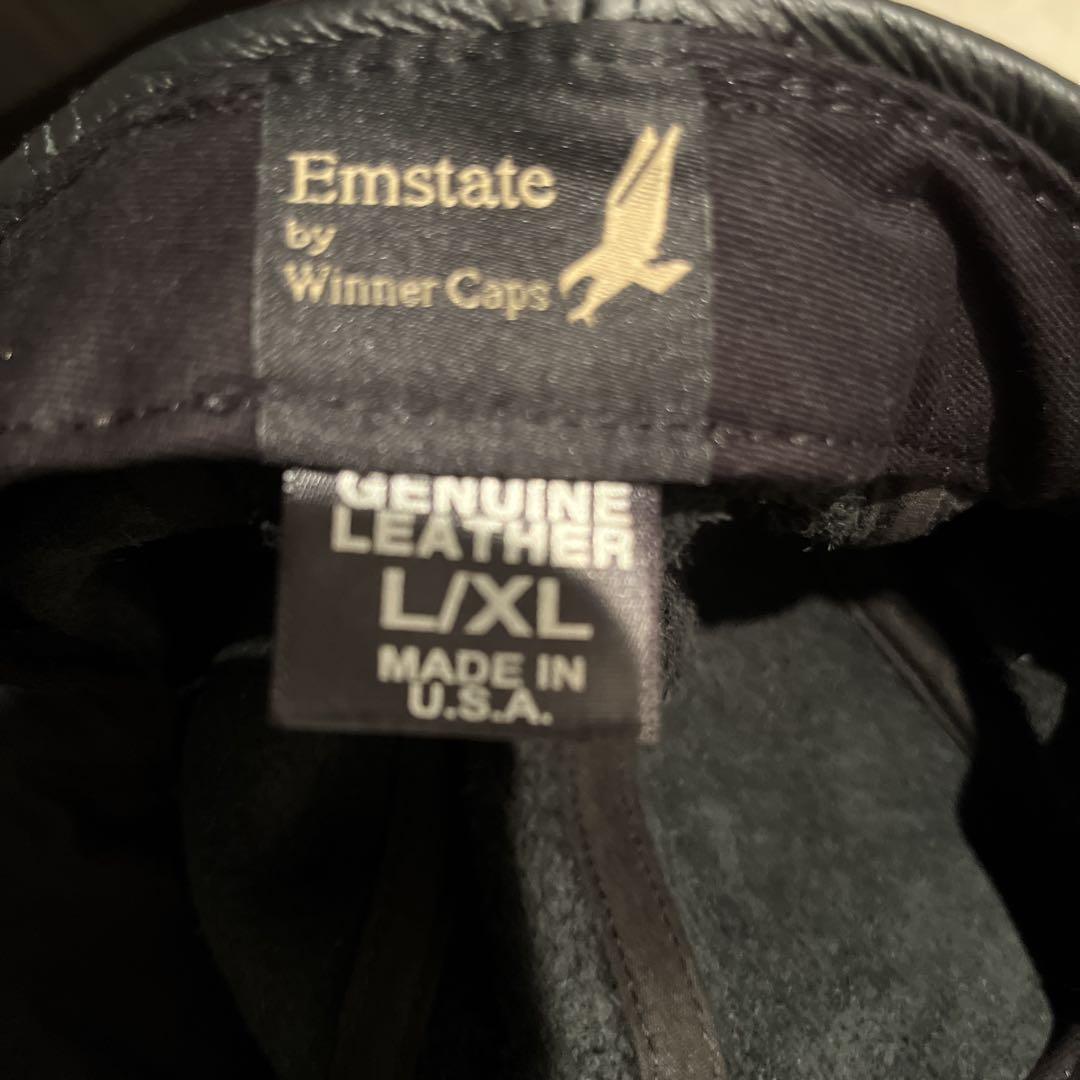 Emstate
by
Winner Caps
GENUINE
LEATHER
L/XL
MADE IN
U.S.A.